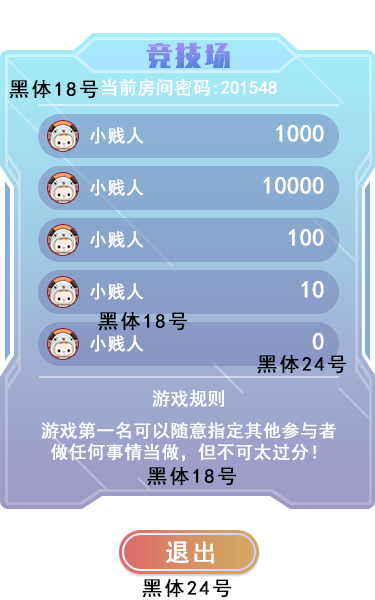 竞技场
黑体18号 当前房间密码:201548
小贱人 1000
小贱人 10000
小贱人 100
小贱人 10
黑体18号
小贱人 0
黑体24号
游戏规则
游戏第一名可以随意指定其他参与者
做任何事情当做，但不可太过分！
黑体18号
退出
黑体24号